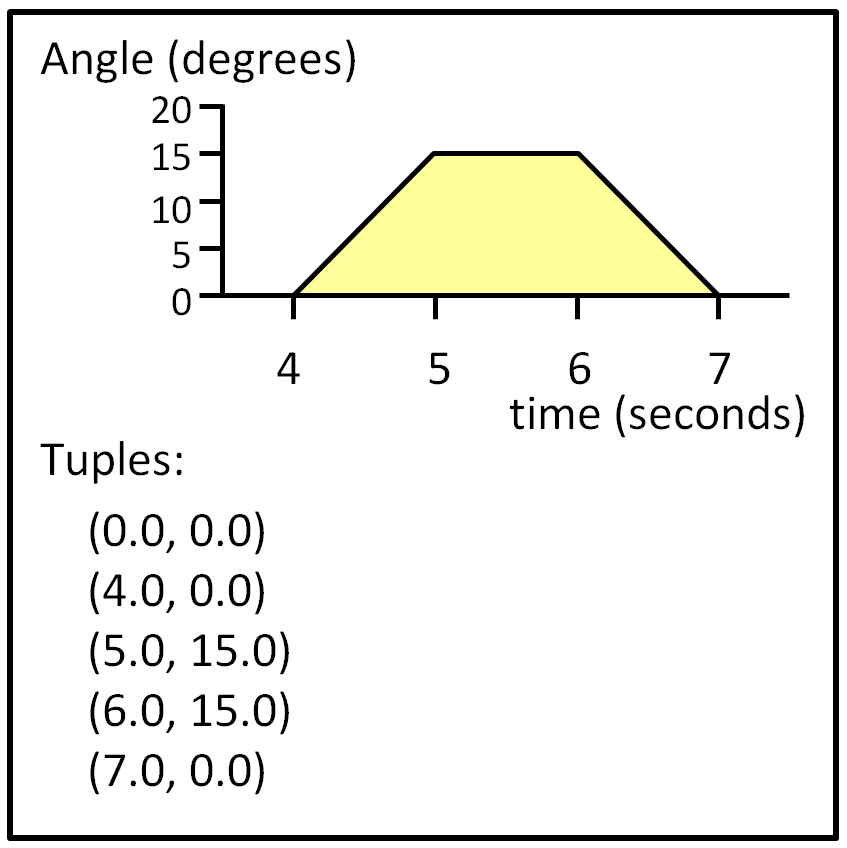 Angle (degrees)
20
15
10
5
0
4 5 6 7
time (seconds)
Tuples:
(0.0, 0.0)
(4.0, 0.0)
(5.0, 15.0)
(6.0, 15.0)
(7.0, 0.0)